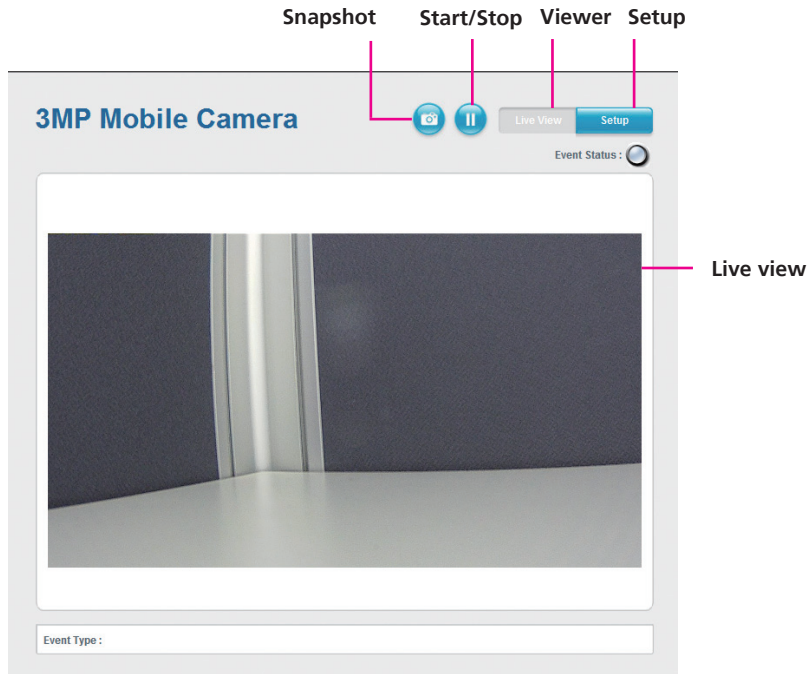 Snapshot Start/Stop Viewer Setup
3MP Mobile Camera
Live View Setup
Event Status :
Live view
Event Type :